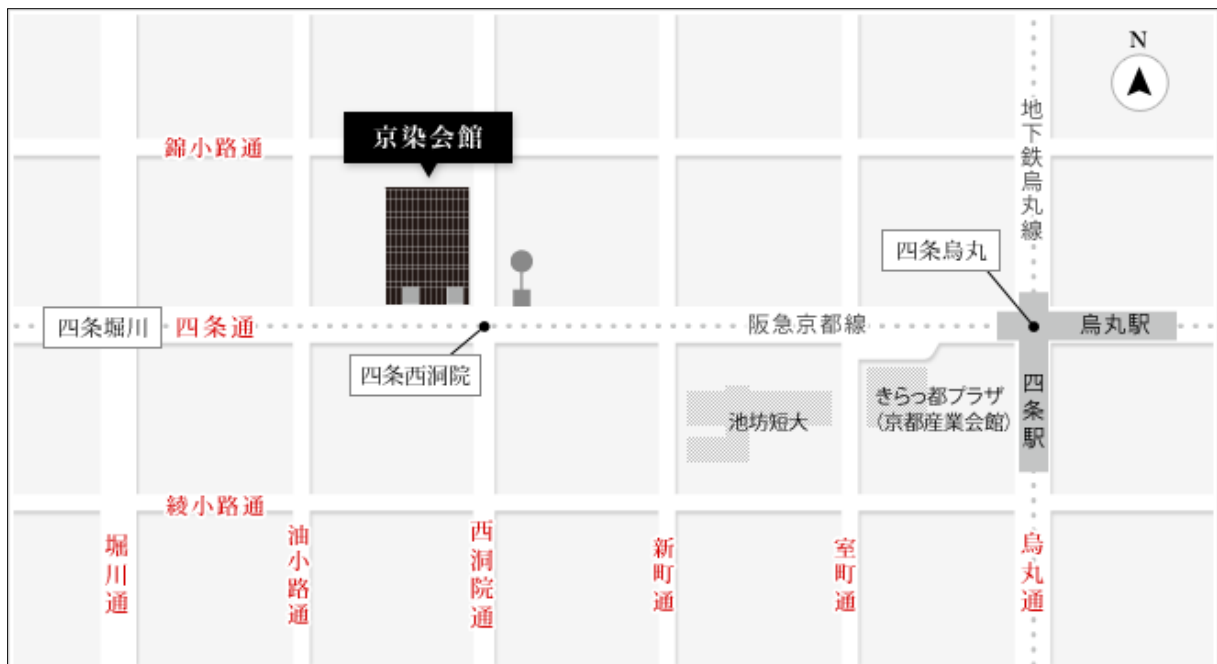 N
地下鉄烏丸線
京染会館
錦小路通
四条烏丸
四条堀川
四条通
阪急京都線
烏丸駅
四条西洞院
四条駅
きらっ都プラザ
(京都産業会館)
池坊短大
綾小路通
堀川通
油小路通
西洞院通
新町通
室町通
烏丸通